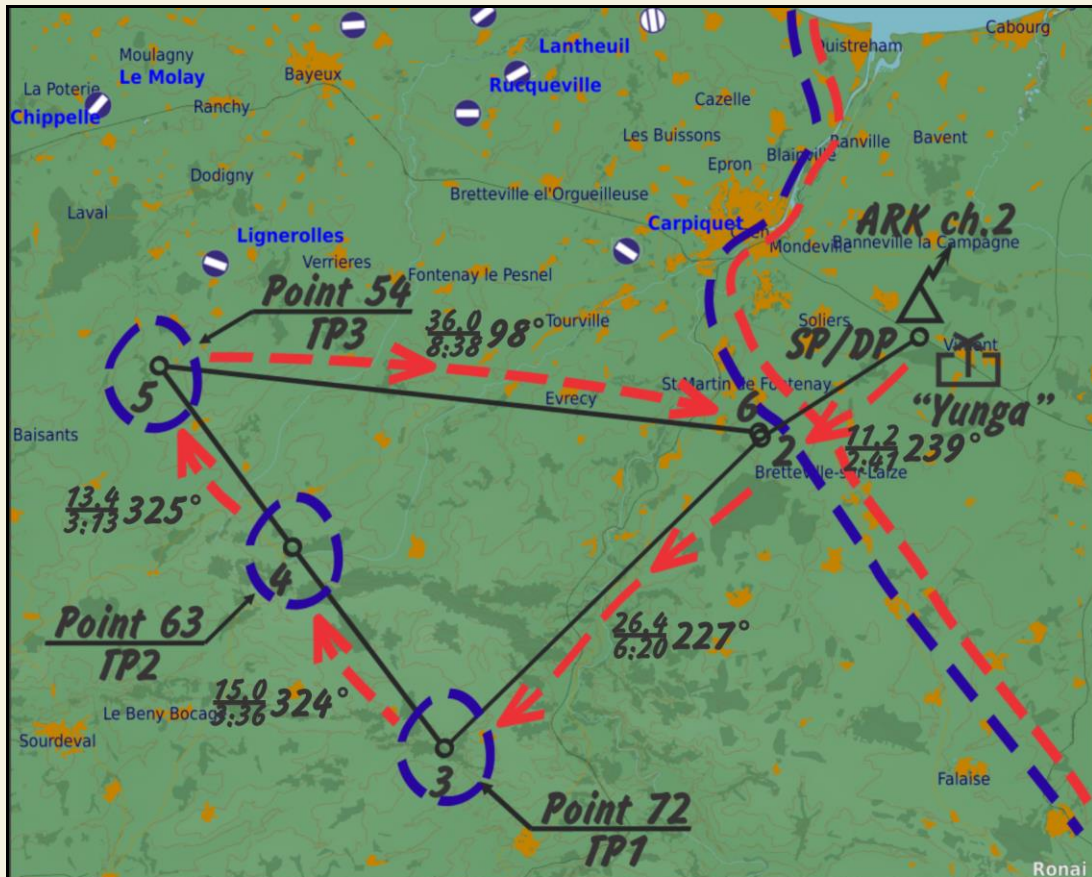 Cabourg
Ouistreham
Lantheuil
Moulagny
Le Molay
Bayeux
La Poterie
Rucqueville
Ranchy
Cazelle
Chippelle
Les Buissons
Ranville
Bavent
Blainville
Epron
Dodigny
Bretteville el'Orgueilleuse
Laval
Carpiquet
ARK ch.2
Lignerolles
Mondeville
Banneville la Campagne
Verrieres
Fontenay le Pesnel
Point 54
TP3
36,0
8:38 98°
Tourville
Soliers
SP/DP
St.Martin de Fontenay
5
Evrecy
6
"Yunga"
Baisants
2
11,2
2:41 239°
Bretteville-sur-Laize
13,4
3:13 325°
4
Point 63
TP2
26,4
6:20 227°
15,0
3:36 324°
Le Beny Bocage
Sourdeval
3
Falaise
Point 72
TP1
Ronai